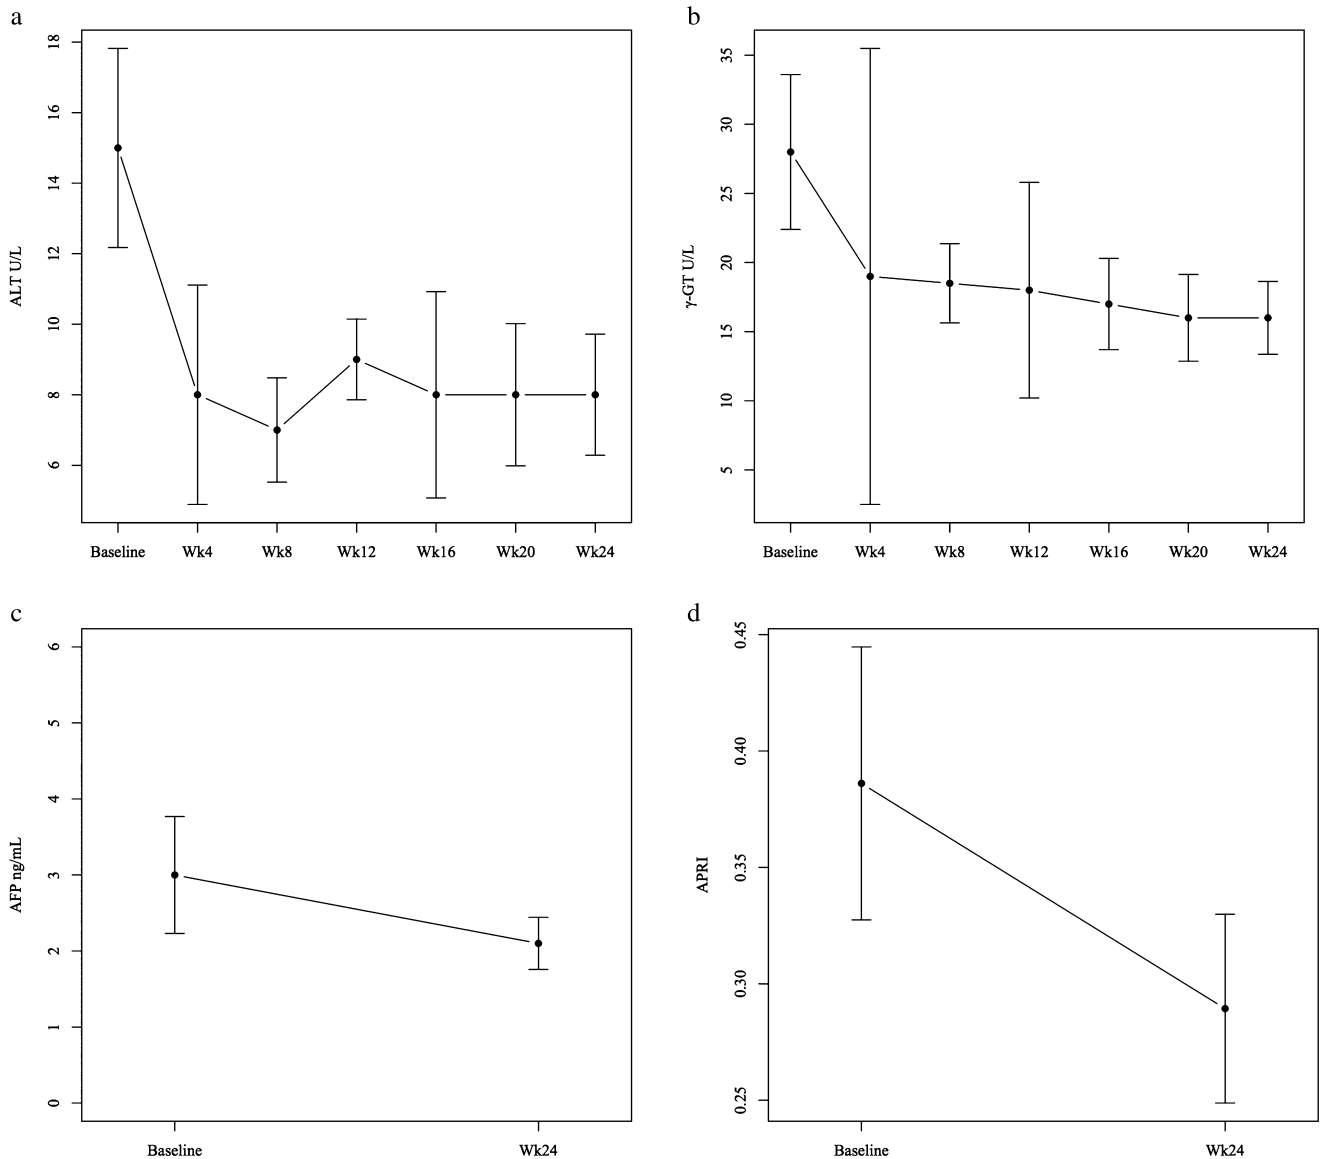 a
18
16
14
12
10
8
6
ALT U/L
Baseline Wk4 Wk8 Wk12 Wk16 Wk20 Wk24
b
35
30
25
20
15
10
5
γ-GT U/L
Baseline Wk4 Wk8 Wk12 Wk16 Wk20 Wk24
c
6
5
4
3
2
1
0
AFP ng/mL
Baseline Wk24
d
0.45
0.40
0.35
0.30
0.25
APRI
Baseline Wk24